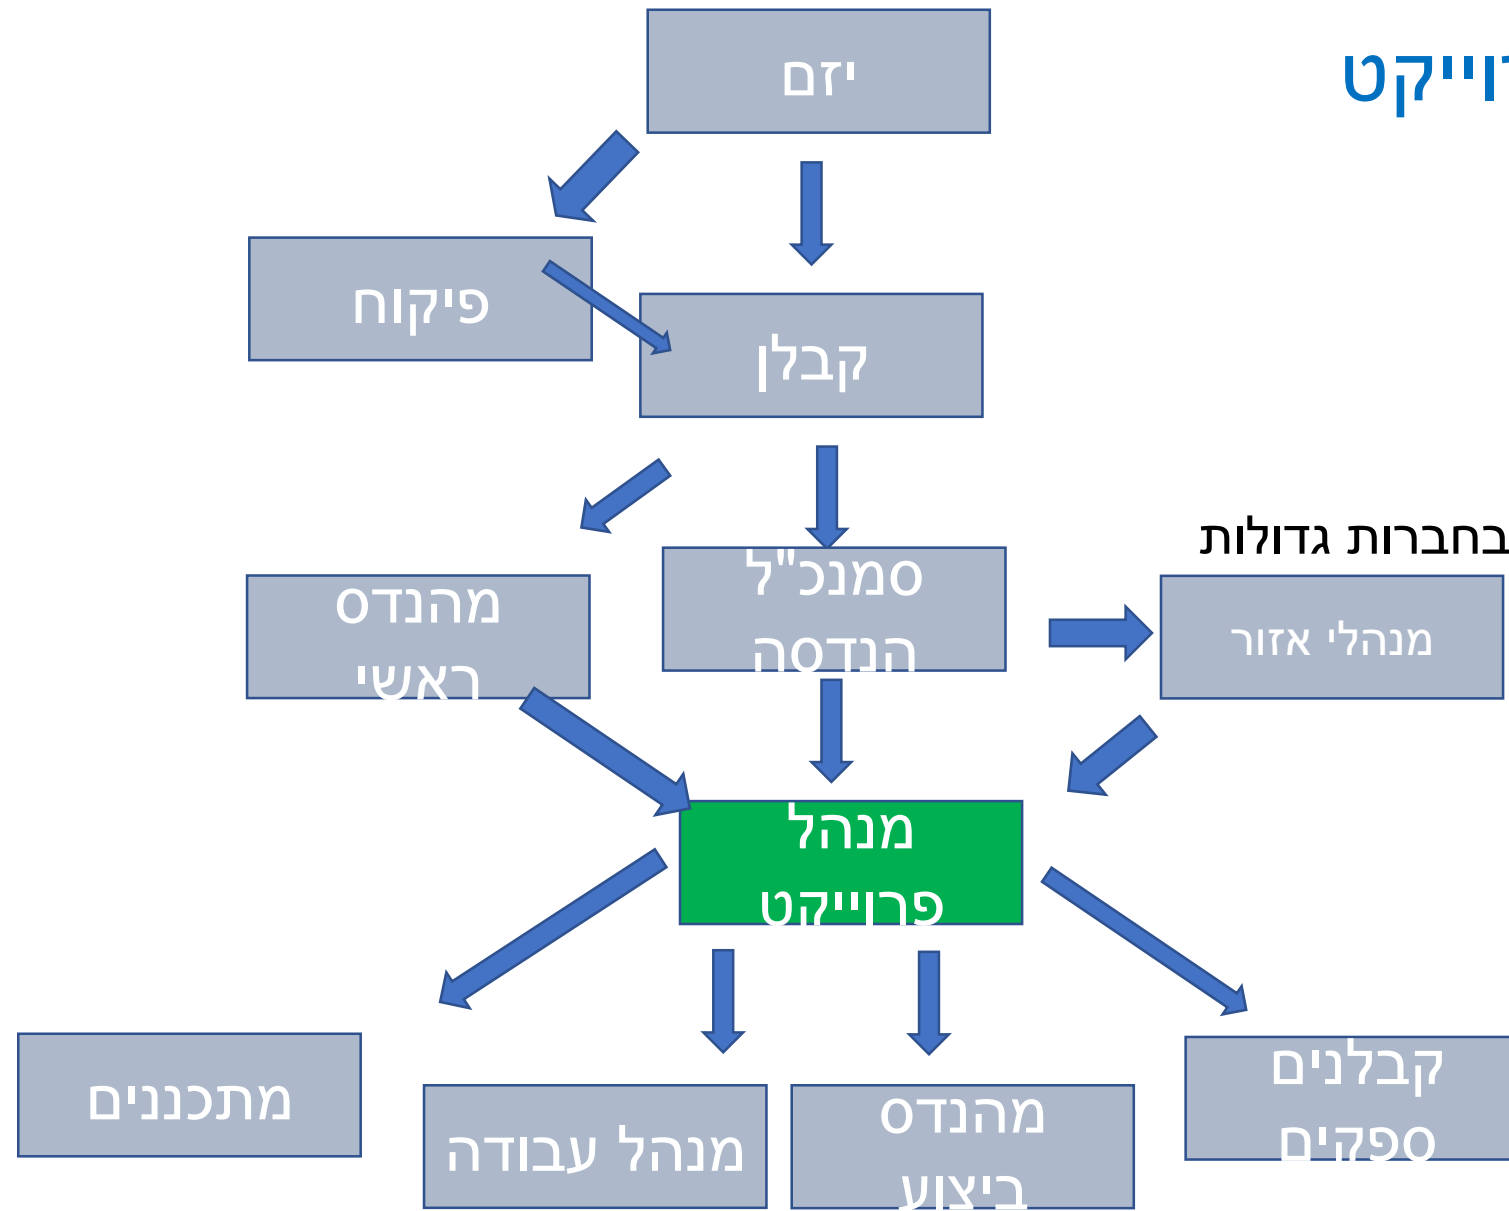 יזם
פיקוח
קבלן
בחברות גדולות
סמנכ"ל
הנדסה
מהנדס
ראשי
מנהלי אזור
מנהל
פרוייקט
קבלנים
ספקים
מהנדס
ביצוע
מנהל עבודה
מתכננים